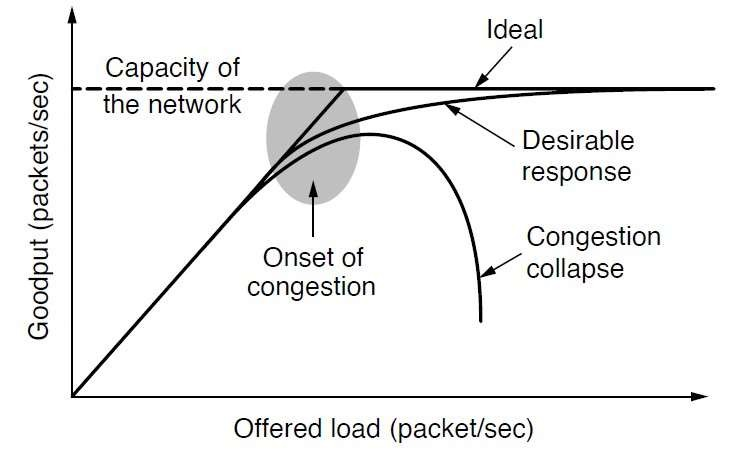 Ideal
Capacity of
the network
Desirable
response
Congestion
collapse
Onset of
congestion
Goodput (packets/sec)
Offered load (packet/sec)